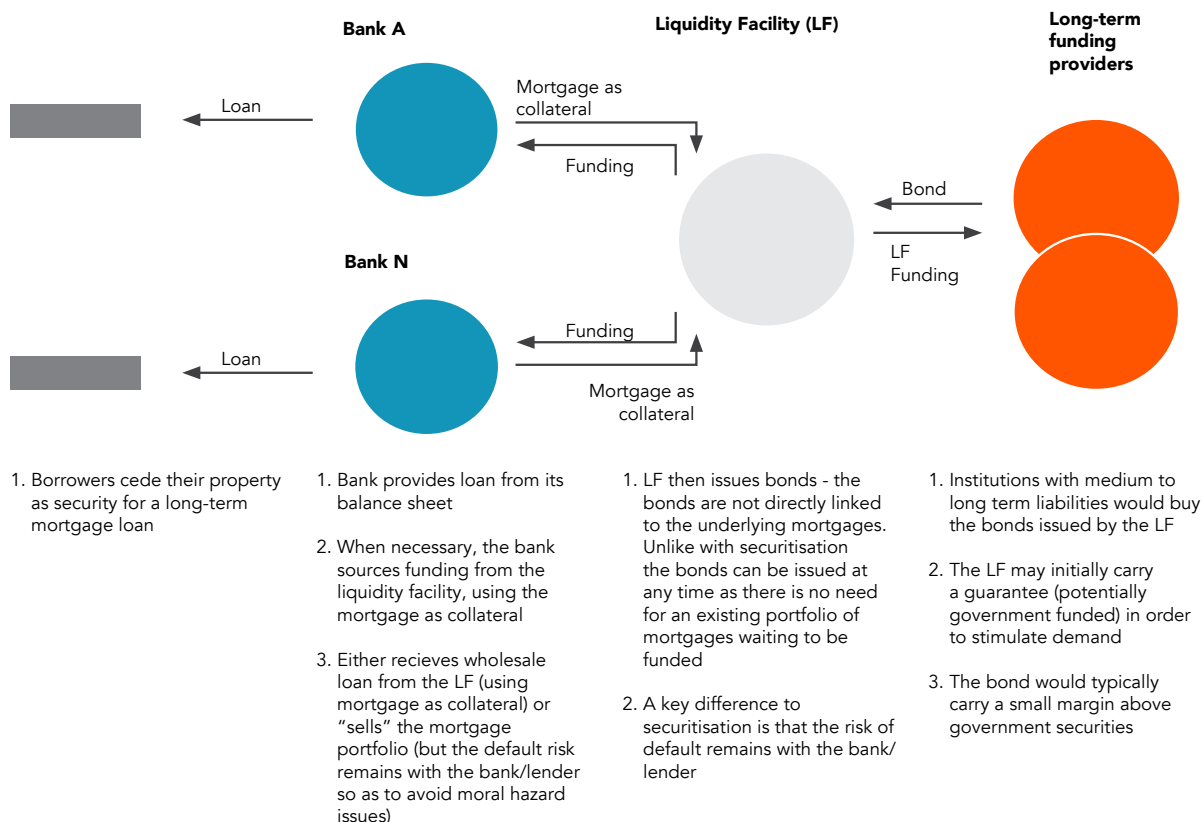 Bank A
Liquidity Facility (LF)
Long-term
funding
providers
Loan
Mortgage as
collateral
Funding
Bond
LF
Funding
Bank N
Loan
Funding
Mortgage as
collateral
1. Borrowers cede their property
as security for a long-term
mortgage loan
1. Bank provides loan from its
balance sheet
2. When necessary, the bank
sources funding from the
liquidity facility, using the
mortgage as collateral
3. Either recieves wholesale
loan from the LF (using
mortgage as collateral) or
“sells” the mortgage
portfolio (but the default risk
remains with the bank/lender
so as to avoid moral hazard
issues)
1. LF then issues bonds - the
bonds are not directly linked
to the underlying mortgages.
Unlike with securitisation
the bonds can be issued at
any time as there is no need
for an existing portfolio of
mortgages waiting to be
funded
2. A key difference to
securitisation is that the risk of
default remains with the bank/
lender
1. Institutions with medium to
long term liabilities would buy
the bonds issued by the LF
2. The LF may initially carry
a guarantee (potentially
government funded) in order
to stimulate demand
3. The bond would typically
carry a small margin above
government securities